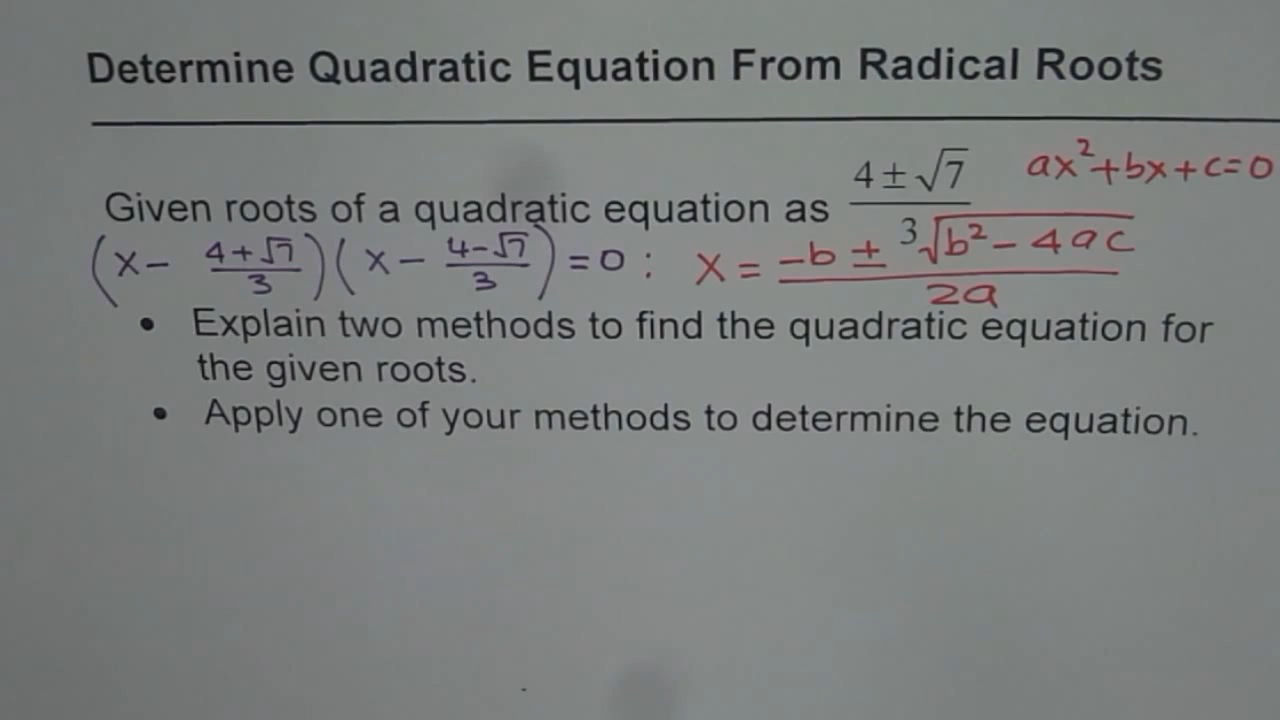 Determine Quadratic Equation From Radical Roots
Given roots of a quadratic equation as (4 ± √7)/3
ax² + bx + c = 0
(x − (4+√7)/3)(x − (4−√7)/3) = 0 : x = (−b ± √(b² − 4ac))/2a
• Explain two methods to find the quadratic equation for
the given roots.
• Apply one of your methods to determine the equation.